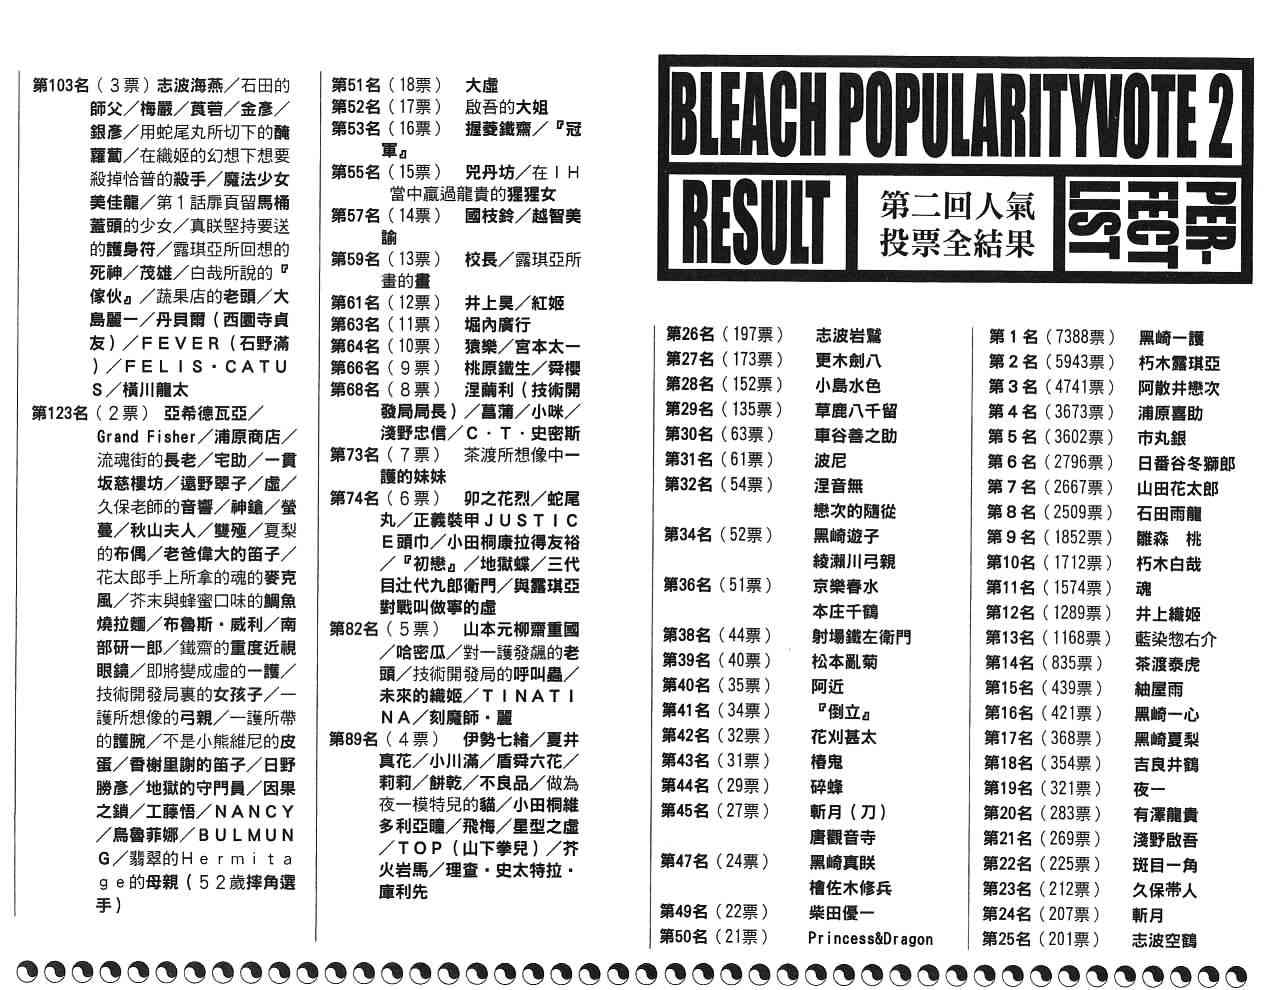 BLEACH POPULARITYVOTE 2
RESULT
第二回人氣
投票全結果
PER-
FECT
LIST
第1名（7388票） 黑崎一護
第2名（5943票） 朽木露琪亞
第3名（4741票） 阿散井戀次
第4名（3673票） 浦原喜助
第5名（3602票） 市丸銀
第6名（2796票） 日番谷冬獅郎
第7名（2667票） 山田花太郎
第8名（2509票） 石田雨龍
第9名（1852票） 雛森　桃
第10名（1712票） 朽木白哉
第11名（1574票） 魂
第12名（1289票） 井上織姬
第13名（1168票） 藍染惣右介
第14名（835票） 茶渡泰虎
第15名（439票） 紬屋雨
第16名（421票） 黑崎一心
第17名（368票） 黑崎夏梨
第18名（354票） 吉良井鶴
第19名（321票） 夜一
第20名（283票） 有澤龍貴
第21名（269票） 淺野啟吾
第22名（225票） 斑目一角
第23名（212票） 久保帶人
第24名（207票） 斬月
第25名（201票） 志波空鶴
第26名（197票） 志波岩鷲
第27名（173票） 更木劍八
第28名（152票） 小島水色
第29名（135票） 草鹿八千留
第30名（63票） 車谷善之助
第31名（61票） 波尼
第32名（54票） 涅音無
戀次的隨從
第34名（52票） 黑崎遊子
綾瀨川弓親
第36名（51票） 京樂春水
本庄千鶴
第38名（44票） 射場鐵左衛門
第39名（40票） 松本亂菊
第40名（35票） 阿近
第41名（34票） 『倒立』
第42名（32票） 花刈甚太
第43名（31票） 椿鬼
第44名（29票） 碎蜂
第45名（27票） 斬月（刀）
唐觀音寺
第47名（24票） 黑崎真咲
檜佐木修兵
第49名（22票） 柴田優一
第50名（21票） Princess&Dragon
第51名（18票） 大虛
第52名（17票） 啟吾的大姐
第53名（16票） 握菱鐵齋／『冠
軍』
第55名（15票） 兕丹坊／在ＩＨ
當中贏過龍貴的猩猩女
第57名（14票） 國枝鈴／越智美
諭
第59名（13票） 校長／露琪亞所
畫的畫
第61名（12票） 井上昊／紅姬
第63名（11票） 堀內廣行
第64名（10票） 猿樂／宮本太一
第66名（9票） 桃原鐵生／舜櫻
第68名（8票） 涅繭利（技術開
發局局長）／菖蒲／小咪／
淺野忠信／Ｃ・Ｔ・史密斯
第73名（7票） 茶渡所想像中一
護的妹妹
第74名（6票） 卯之花烈／蛇尾
丸／正義裝甲ＪＵＳＴＩＣ
Ｅ頭巾／小田桐康拉得友裕
／『初戀』／地獄蝶／三代
目辻代九郎衛門／與露琪亞
對戰叫做寧的虛
第82名（5票） 山本元柳齋重國
／哈密瓜／對一護發飆的老
頭／技術開發局的呼叫蟲／
未來的織姬／ＴＩＮＡＴＩ
ＮＡ／刻魔師・麗
第89名（4票） 伊勢七緒／夏井
真花／小川滿／盾舜六花／
莉莉／餅乾／不良品／做為
夜一模特兒的貓／小田桐維
多利亞瞳／飛梅／星型之虛
／ＴＯＰ（山下拳兒）／芥
火岩馬／理查・史太特拉・
庫利先
第103名（3票）志波海燕／石田的
師父／梅嚴／莨菪／金彥／
銀彥／用蛇尾丸所切下的醃
蘿蔔／在織姬的幻想下想要
殺掉恰普的殺手／魔法少女
美佳龍／第１話扉頁留馬桶
蓋頭的少女／真咲堅持要送
的護身符／露琪亞所回想的
死神／茂雄／白哉所說的『
傢伙』／蔬果店的老頭／大
島麗一／丹貝爾（西園寺貞
友）／ＦＥＶＥＲ（石野滿
）／ＦＥＬＩＳ・ＣＡＴＵ
Ｓ／橫川龍太
第123名（2票） 亞希德瓦亞／
Grand Fisher／浦原商店／
流魂街的長老／宅助／一貫
坂慈樓坊／遠野翠子／虛／
久保老師的音響／神鎗／螢
蔓／秋山夫人／雙殛／夏梨
的布偶／老爸偉大的笛子／
花太郎手上所拿的魂的麥克
風／芥末與蜂蜜口味的鯛魚
燒拉麵／布魯斯・威利／南
部研一郎／鐵齋的重度近視
眼鏡／即將變成虛的一護／
技術開發局裏的女孩子／一
護所想像的弓親／一護所帶
的護腕／不是小熊維尼的皮
蛋／香榭里謝的笛子／日野
勝彥／地獄的守門員／因果
之鎖／工藤悟／ＮＡＮＣＹ
／烏魯菲娜／ＢＵＬＭＵＮ
Ｇ／翡翠的Ｈｅｒｍｉｔａ
ｇｅ的母親（５２歲摔角選
手）